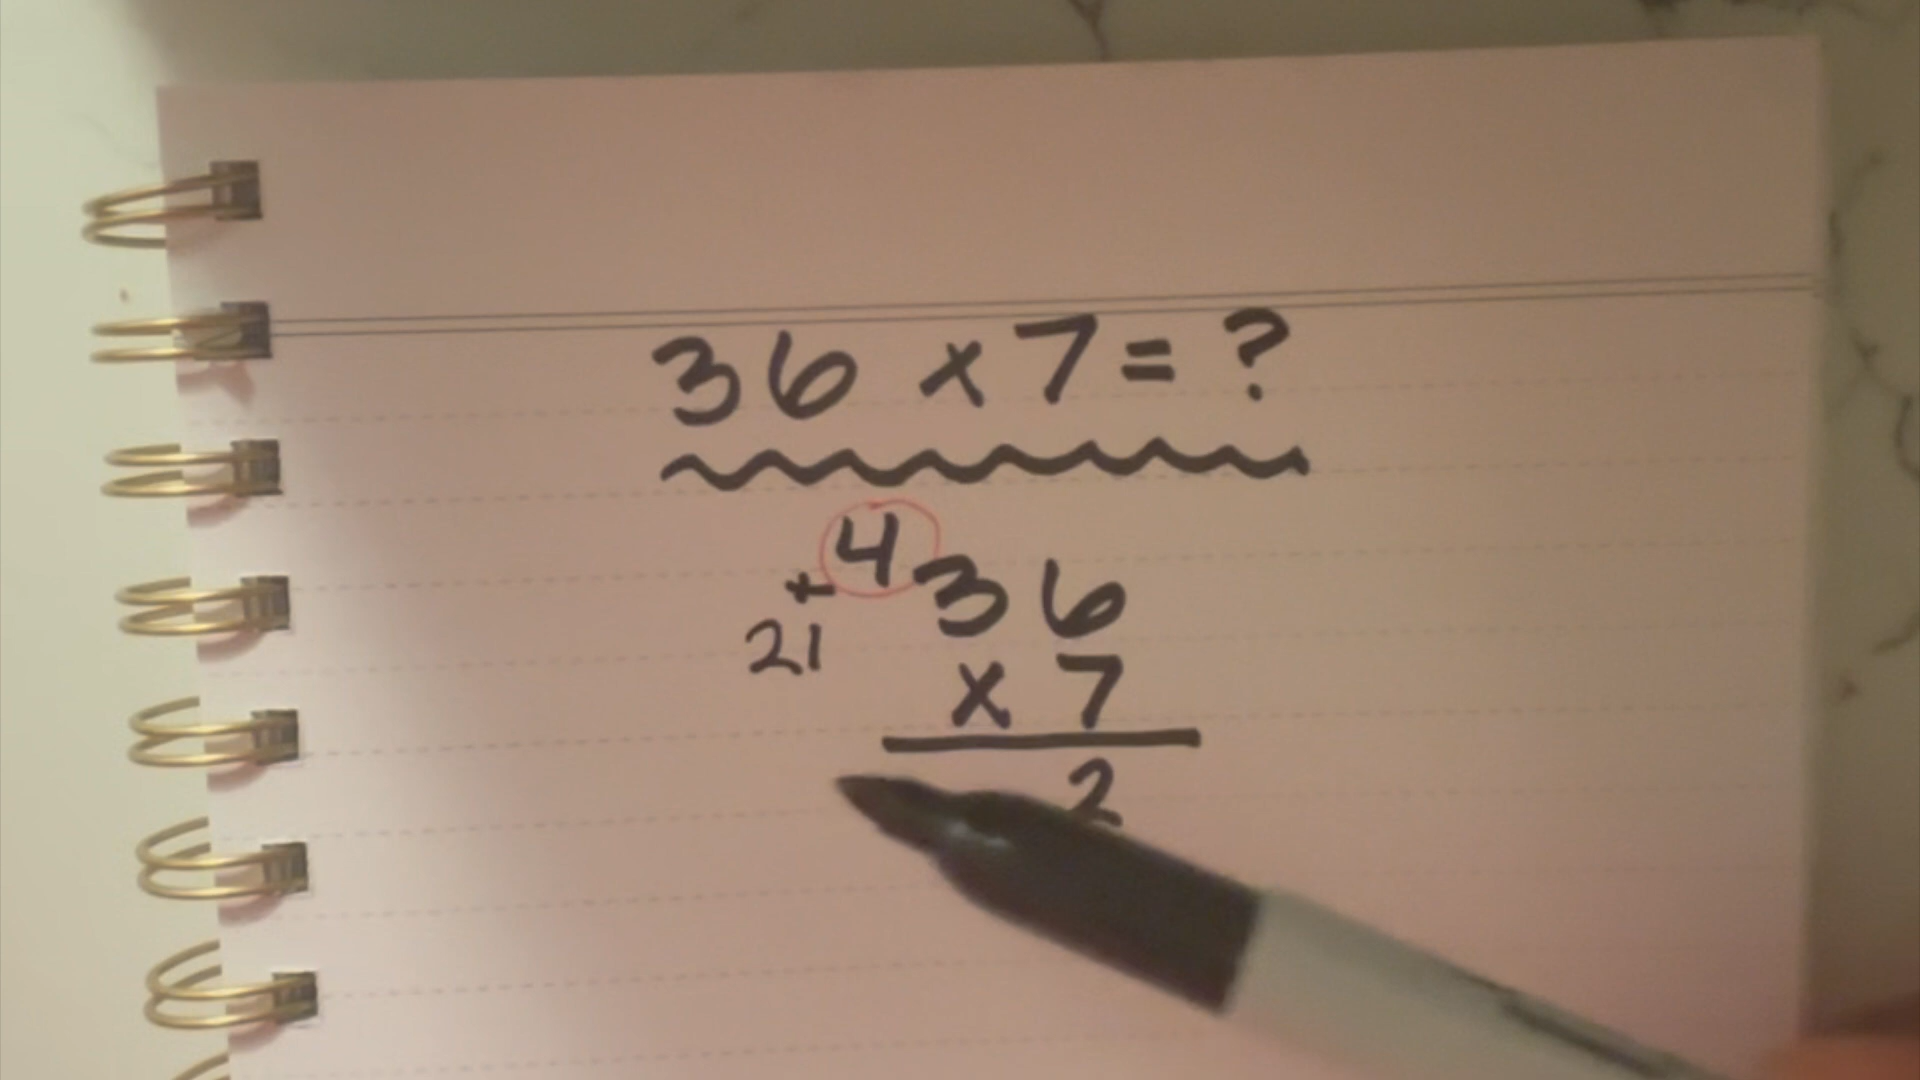 36 x 7 = ?
4
+ 36
21
x 7
2